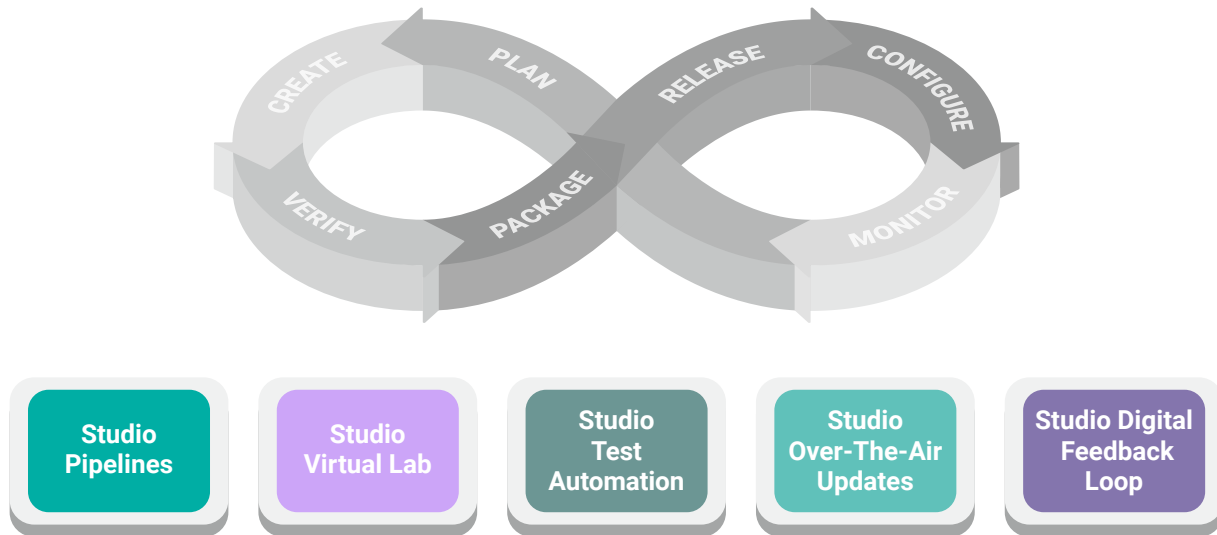 CREATE
PLAN
RELEASE
CONFIGURE
VERIFY
PACKAGE
MONITOR
Studio
Pipelines
Studio
Virtual Lab
Studio
Test
Automation
Studio
Over-The-Air
Updates
Studio Digital
Feedback
Loop